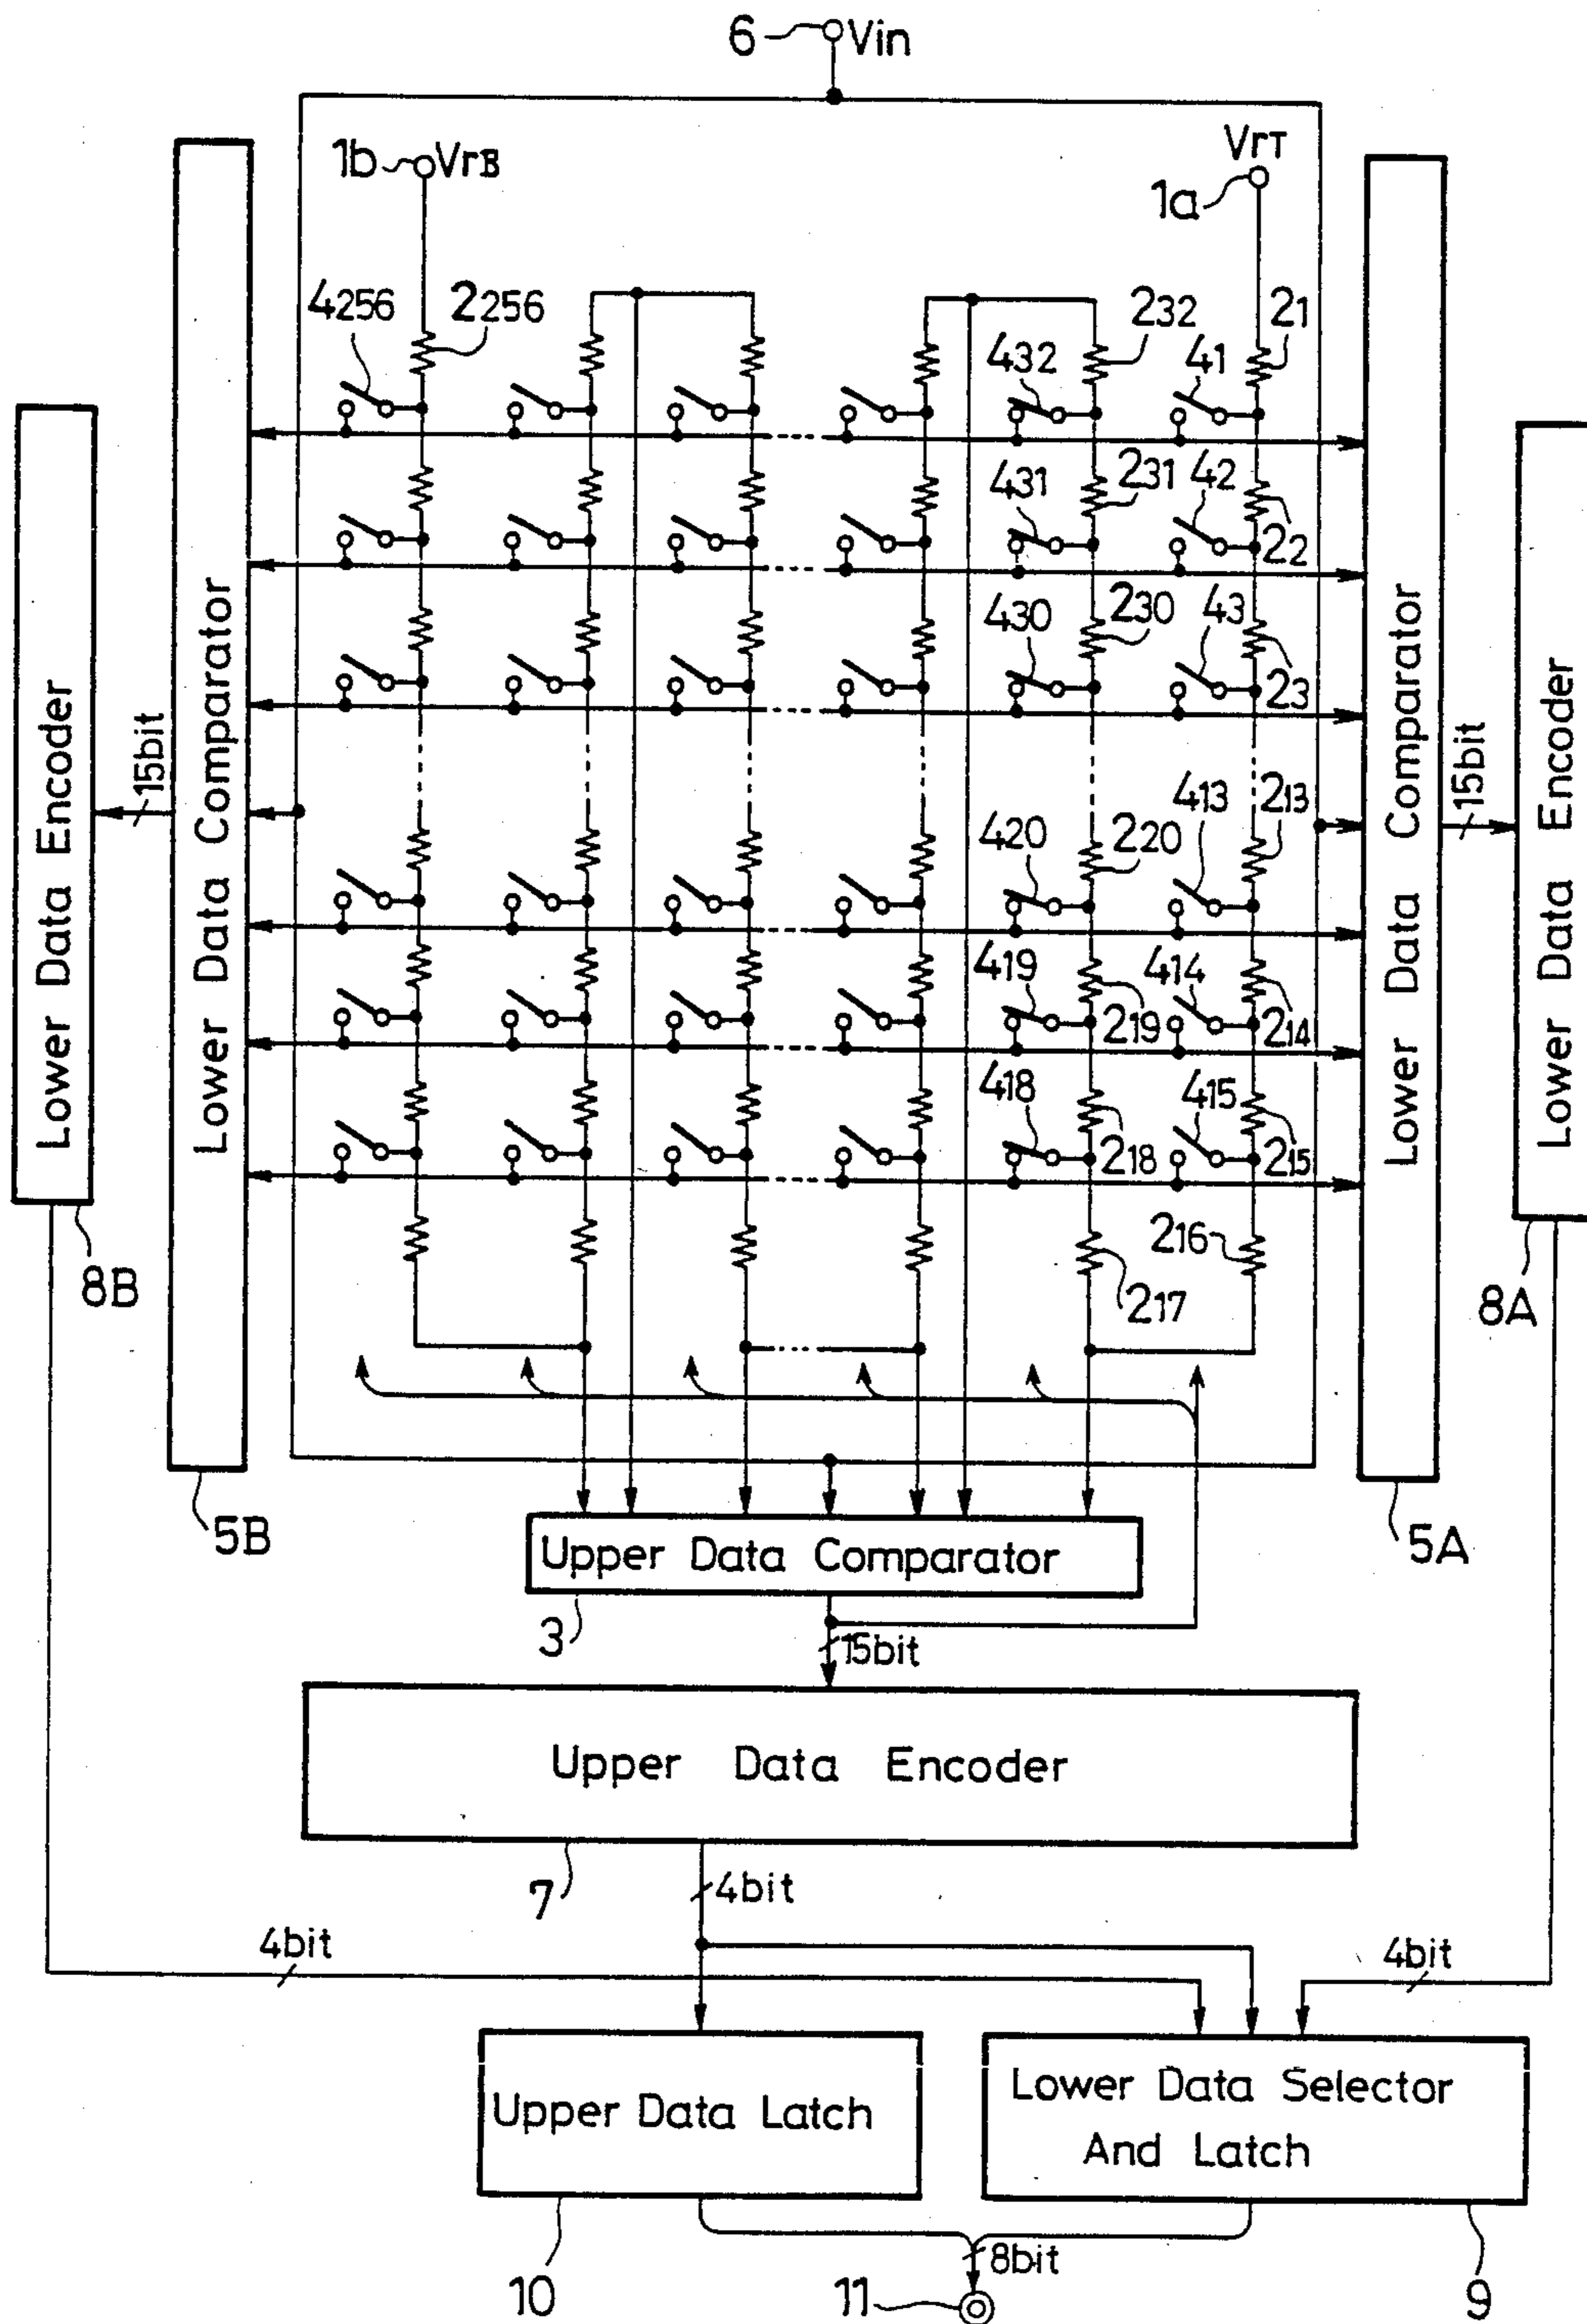 6 Vin
1b VrB
VrT
1a
4256 2256
432 232 41 21
431 231 42 22
430 230 43 23
420 220 413 213
419 219 414 214
418 218 415 215
217 216
Lower Data Encoder
15bit
Lower Data Comparator
Lower Data Comparator
15bit
Lower Data Encoder
8B
5B
5A
8A
Upper Data Comparator
3
15bit
Upper Data Encoder
7
4bit
4bit
4bit
Upper Data Latch
Lower Data Selector
And Latch
10
8bit
9
11